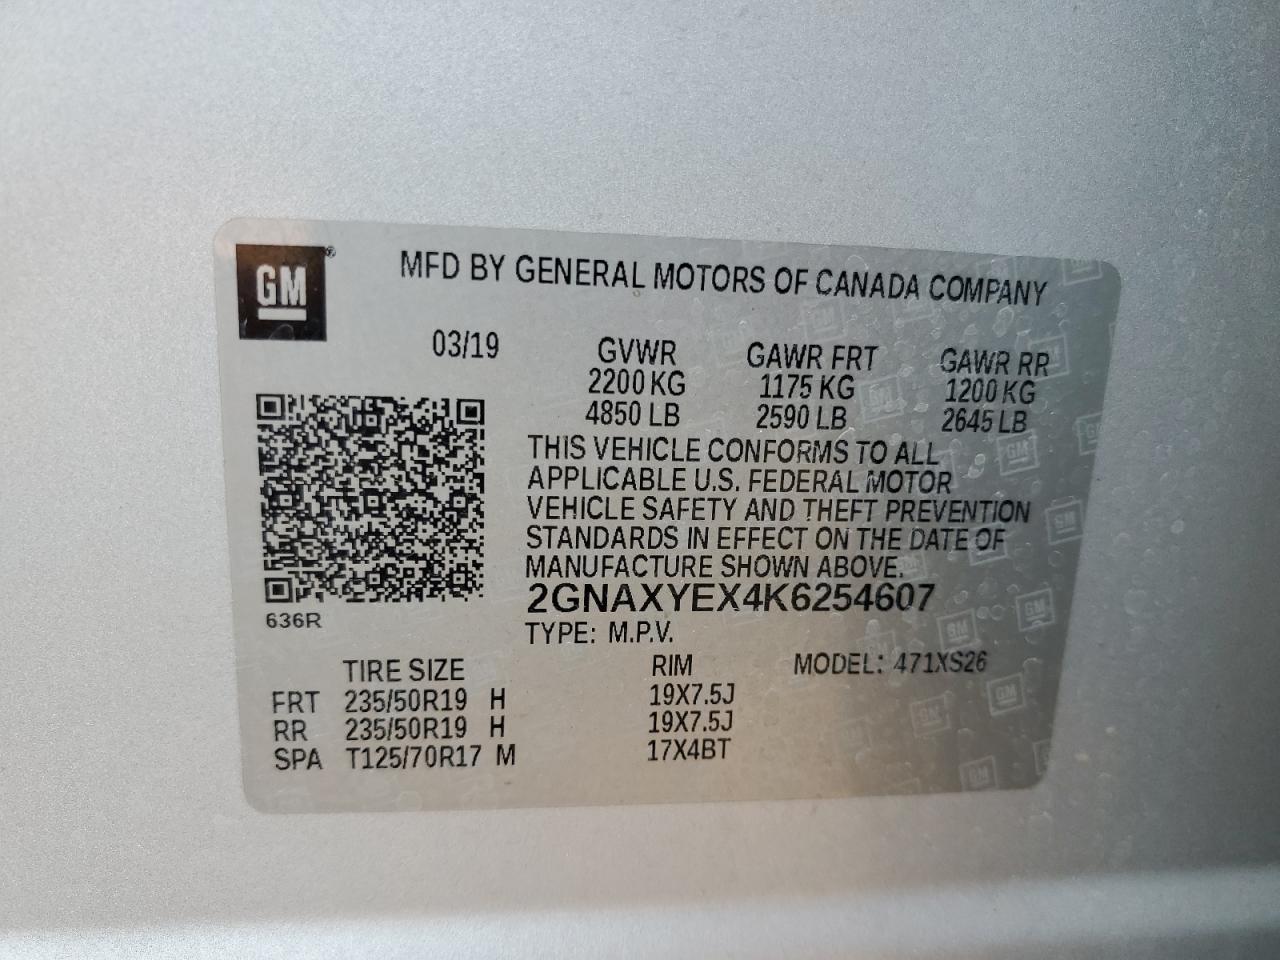 GM ® MFD BY GENERAL MOTORS OF CANADA COMPANY
03/19 GVWR GAWR FRT GAWR RR
2200 KG 1175 KG 1200 KG
4850 LB 2590 LB 2645 LB
THIS VEHICLE CONFORMS TO ALL
APPLICABLE U.S. FEDERAL MOTOR
VEHICLE SAFETY AND THEFT PREVENTION
STANDARDS IN EFFECT ON THE DATE OF
MANUFACTURE SHOWN ABOVE.
2GNAXYEX4K6254607
636R
TYPE: M.P.V.
TIRE SIZE RIM MODEL: 471XS26
FRT 235/50R19 H 19X7.5J
RR 235/50R19 H 19X7.5J
SPA T125/70R17 M 17X4BT